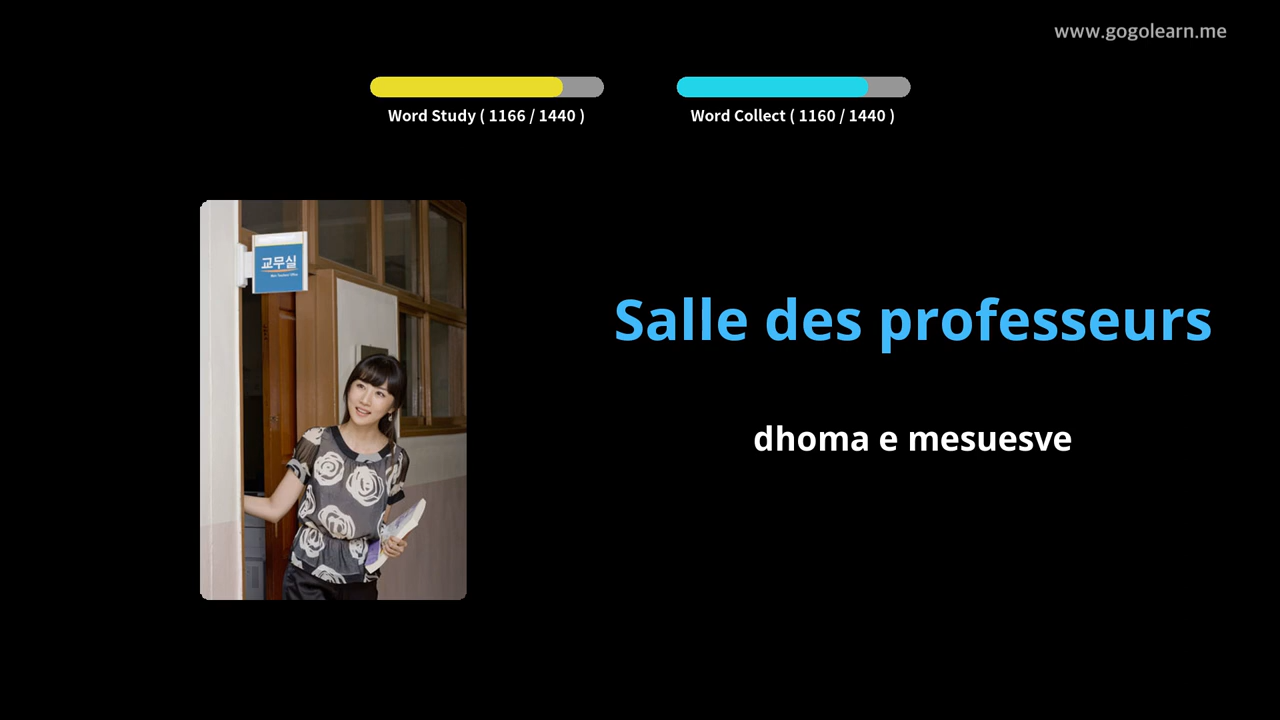 www.gogolearn.me
Word Study ( 1166 / 1440 )
Word Collect ( 1160 / 1440 )
교무실
Salle des professeurs
dhoma e mesuesve